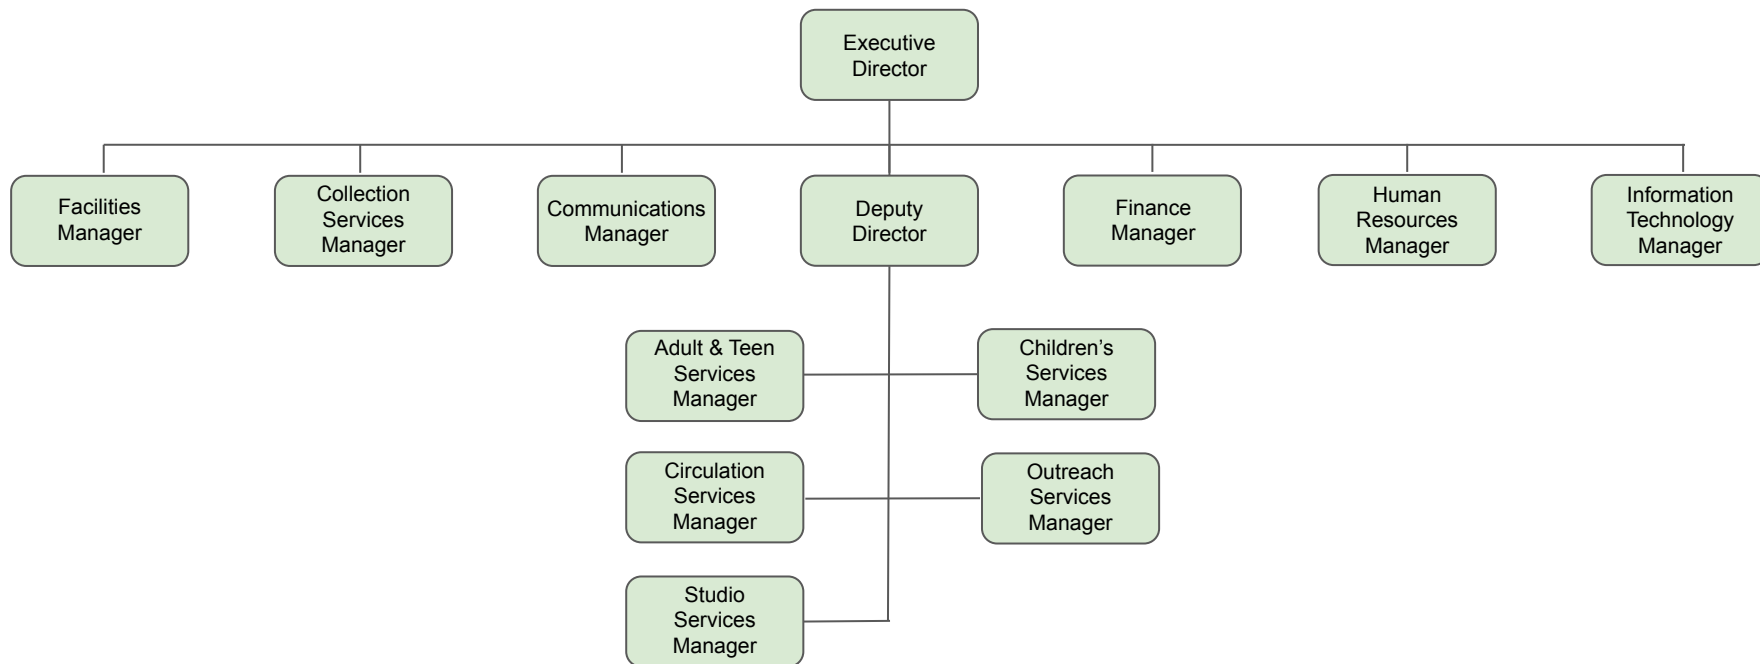 Executive
Director
Facilities
Manager
Collection
Services
Manager
Communications
Manager
Deputy
Director
Finance
Manager
Human
Resources
Manager
Information
Technology
Manager
Adult & Teen
Services
Manager
Children’s
Services
Manager
Circulation
Services
Manager
Outreach
Services
Manager
Studio
Services
Manager